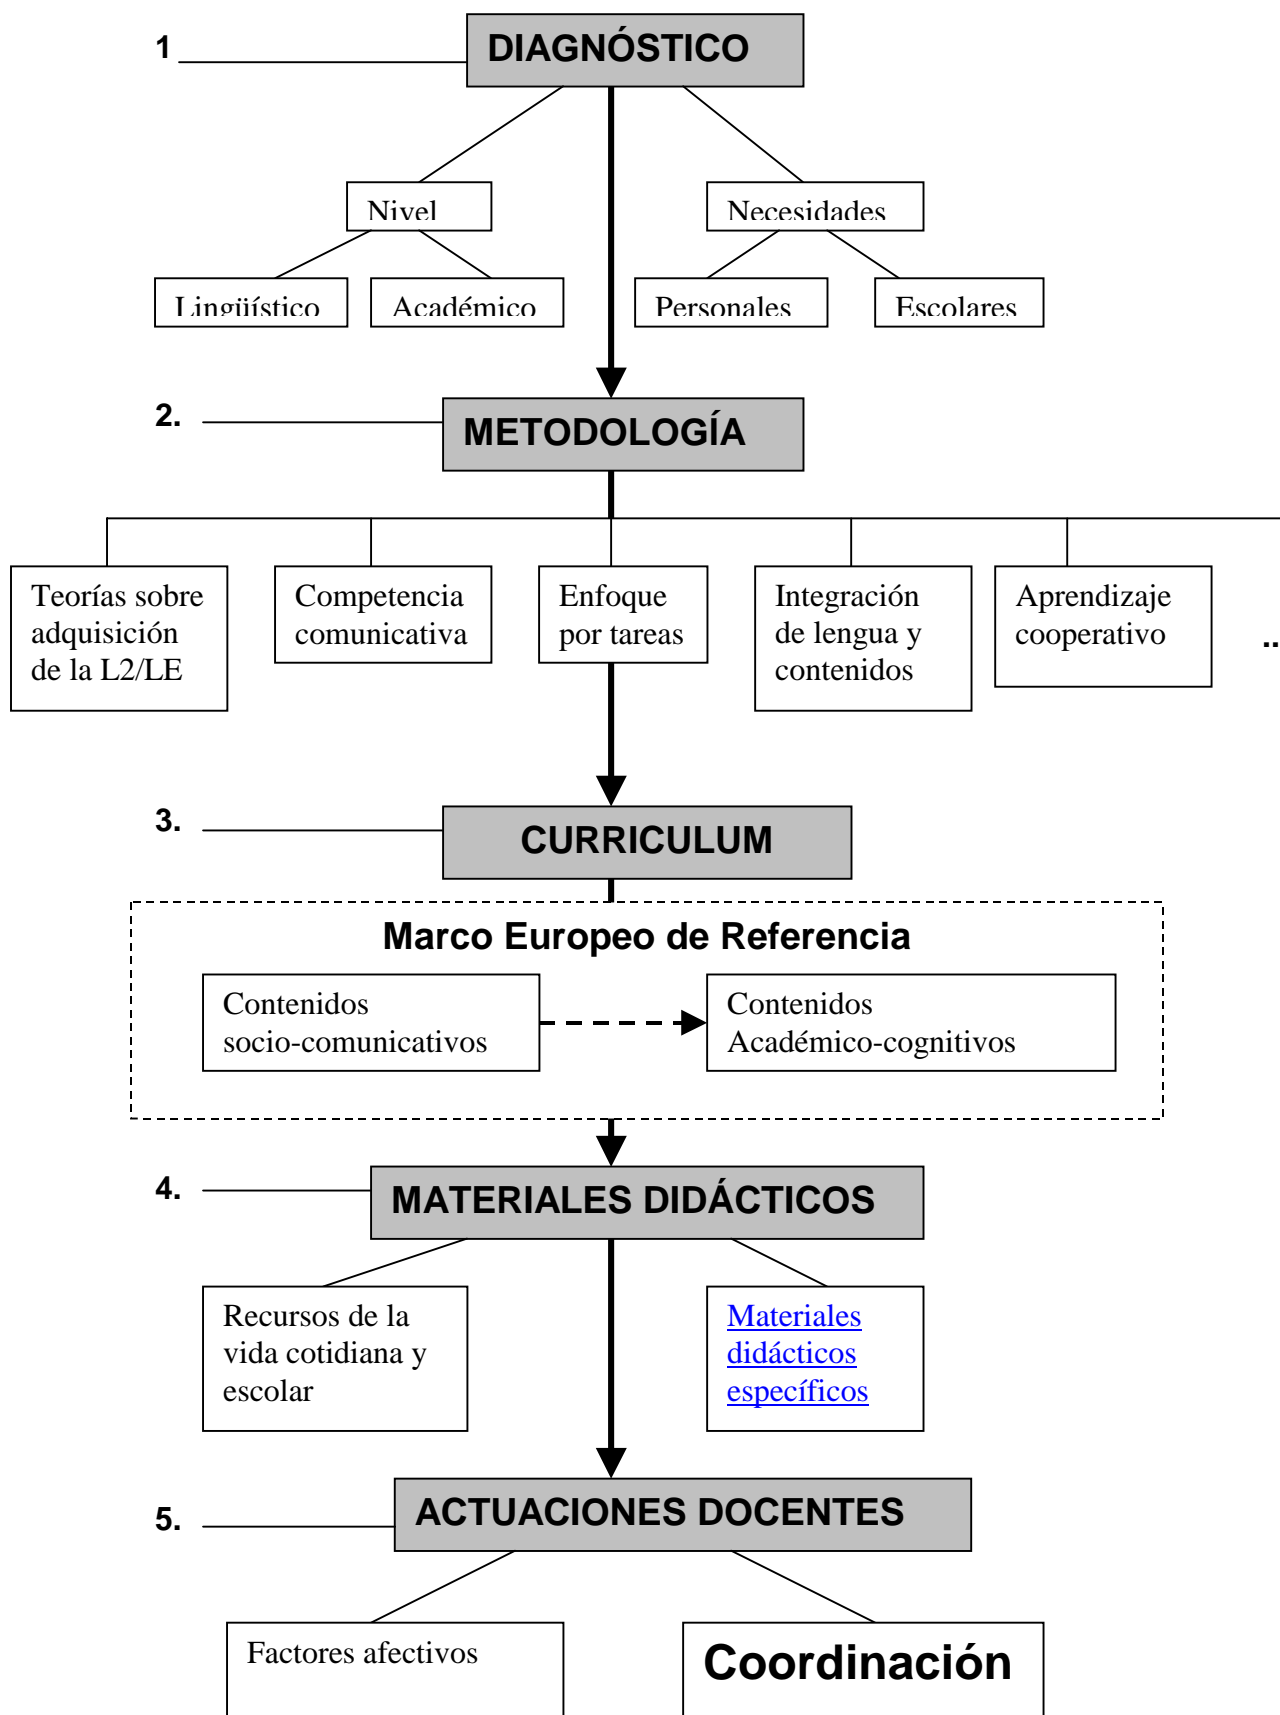 1
DIAGNÓSTICO
Nivel
Necesidades
Lingüístico
Académico
Personales
Escolares
2.
METODOLOGÍA
Teorías sobre
adquisición
de la L2/LE
Competencia
comunicativa
Enfoque
por tareas
Integración
de lengua y
contenidos
Aprendizaje
cooperativo
..
3.
CURRICULUM
Marco Europeo de Referencia
Contenidos
socio-comunicativos
Contenidos
Académico-cognitivos
4.
MATERIALES DIDÁCTICOS
Recursos de la
vida cotidiana y
escolar
Materiales
didácticos
específicos
5.
ACTUACIONES DOCENTES
Factores afectivos
Coordinación